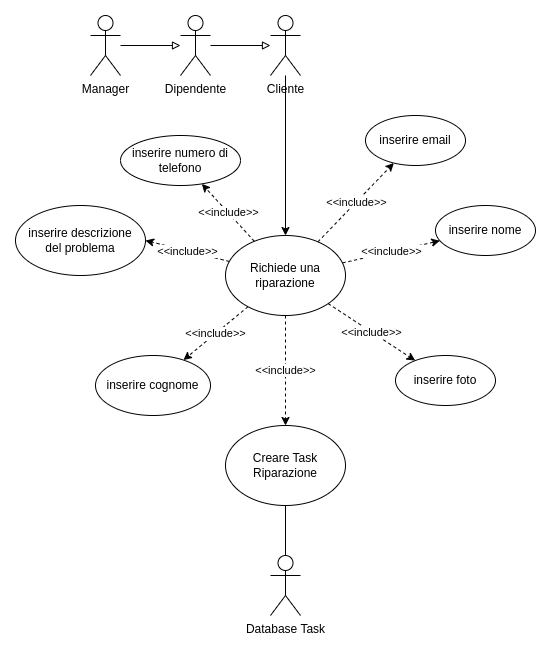 Manager
Dipendente
Cliente
inserire numero di
telefono
inserire email
<<include>>
<<include>>
inserire descrizione
del problema
inserire nome
<<include>>
<<include>>
Richiede una
riparazione
<<include>>
<<include>>
<<include>>
inserire cognome
inserire foto
Creare Task
Riparazione
Database Task